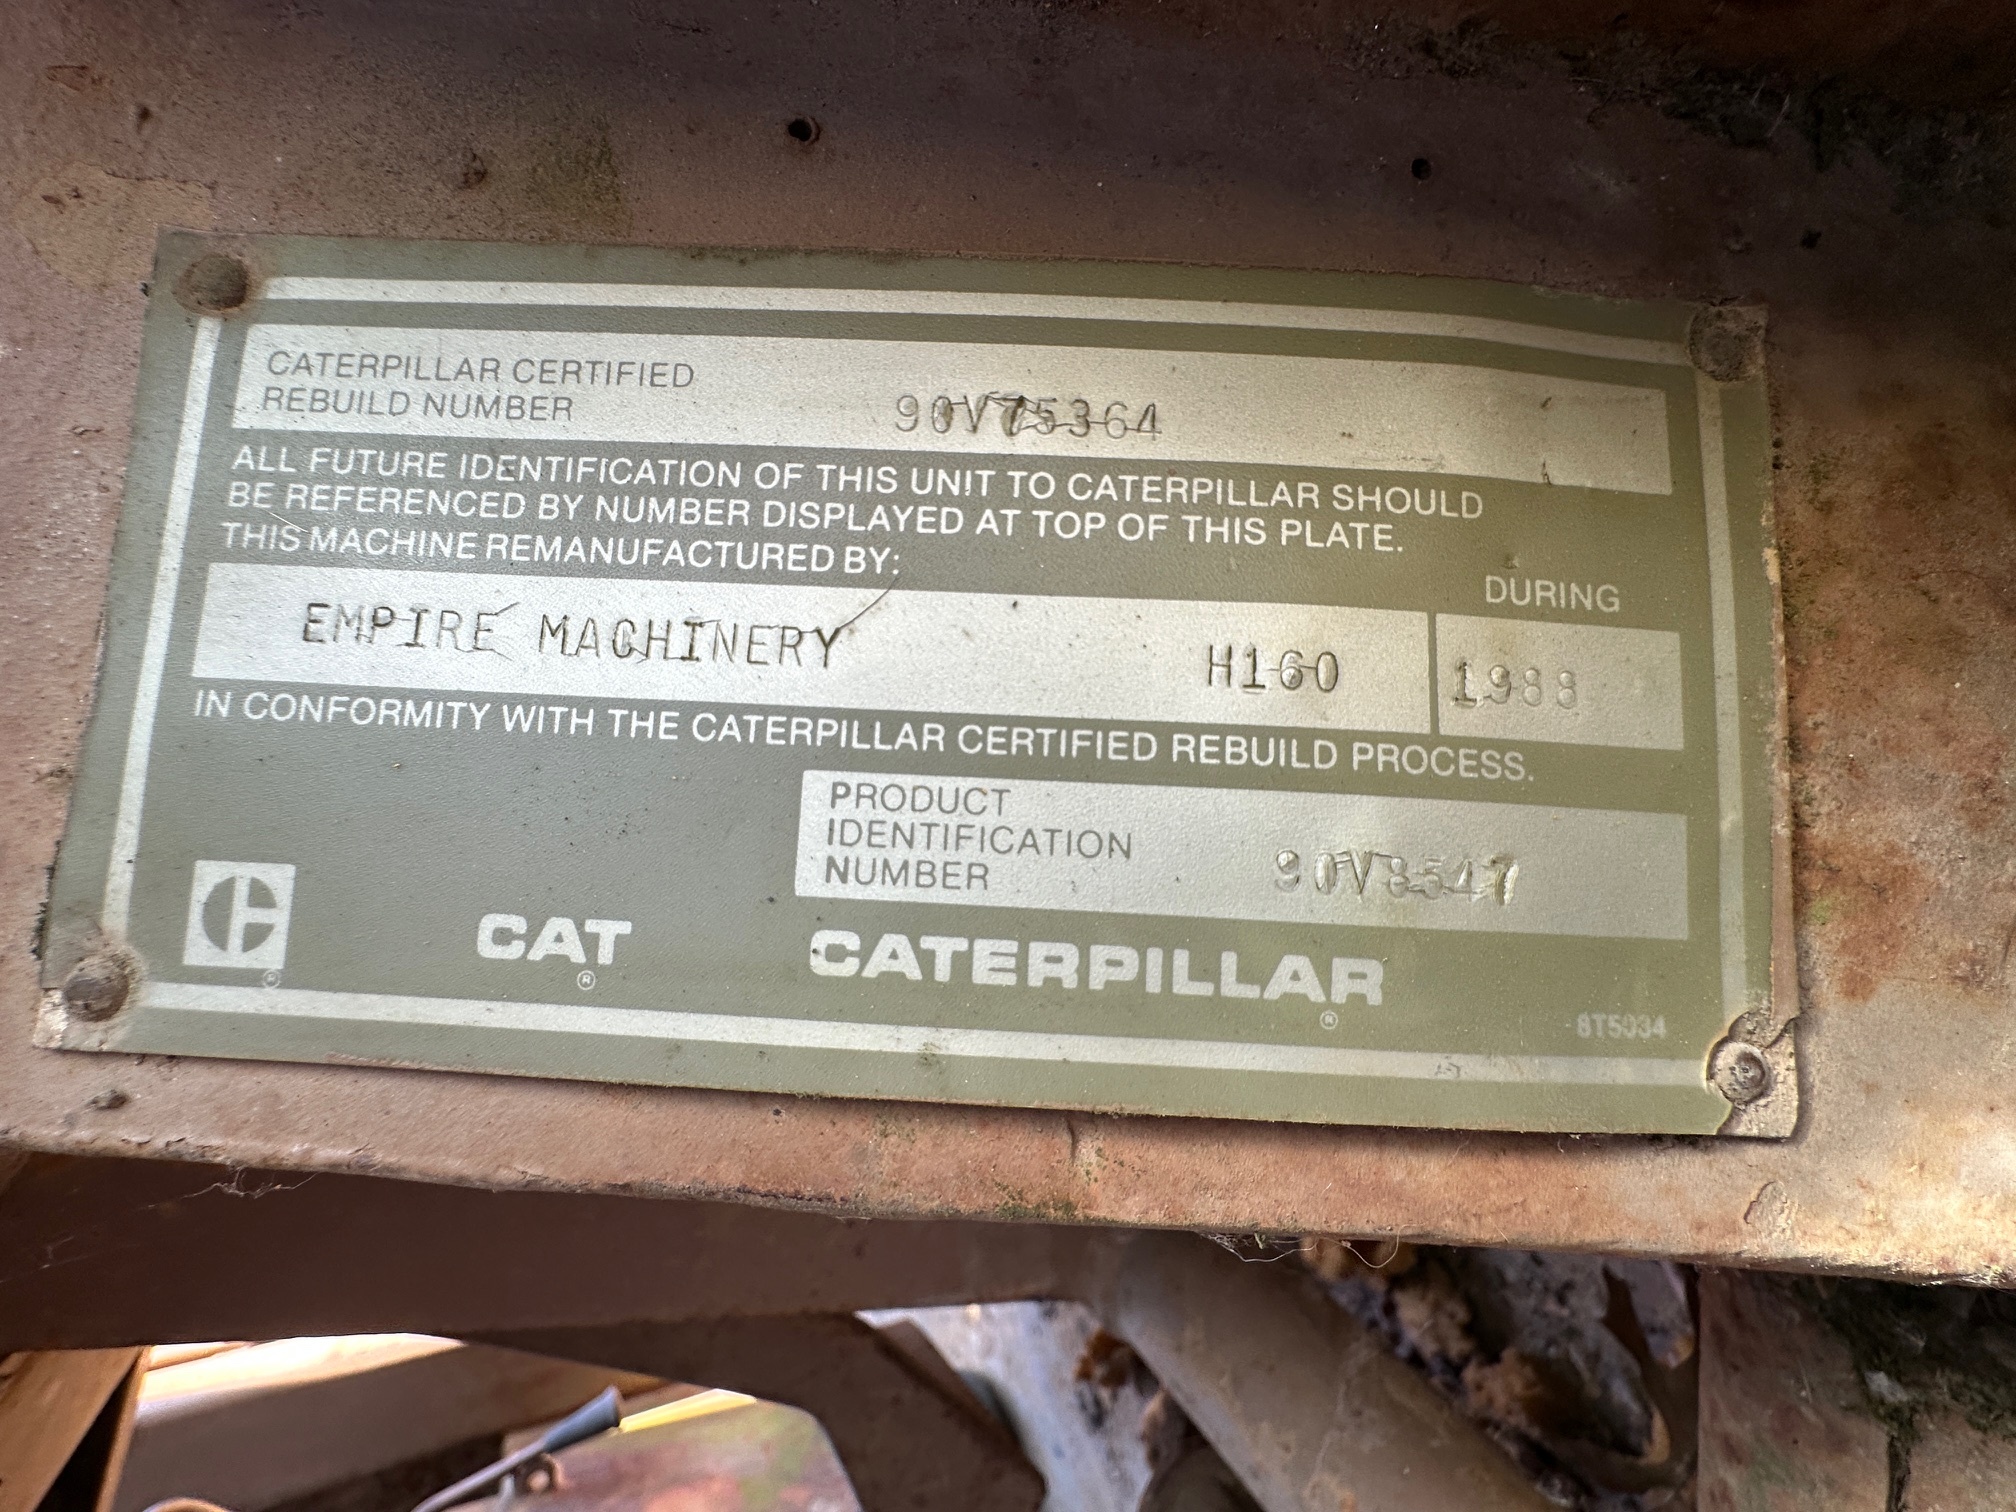 CATERPILLAR CERTIFIED
REBUILD NUMBER 90V75364
ALL FUTURE IDENTIFICATION OF THIS UNIT TO CATERPILLAR SHOULD
BE REFERENCED BY NUMBER DISPLAYED AT TOP OF THIS PLATE.
THIS MACHINE REMANUFACTURED BY:
DURING
EMPIRE MACHINERY H160 1988
IN CONFORMITY WITH THE CATERPILLAR CERTIFIED REBUILD PROCESS.
PRODUCT
IDENTIFICATION
NUMBER 90V8547
CAT ®
CATERPILLAR ®
8T5034